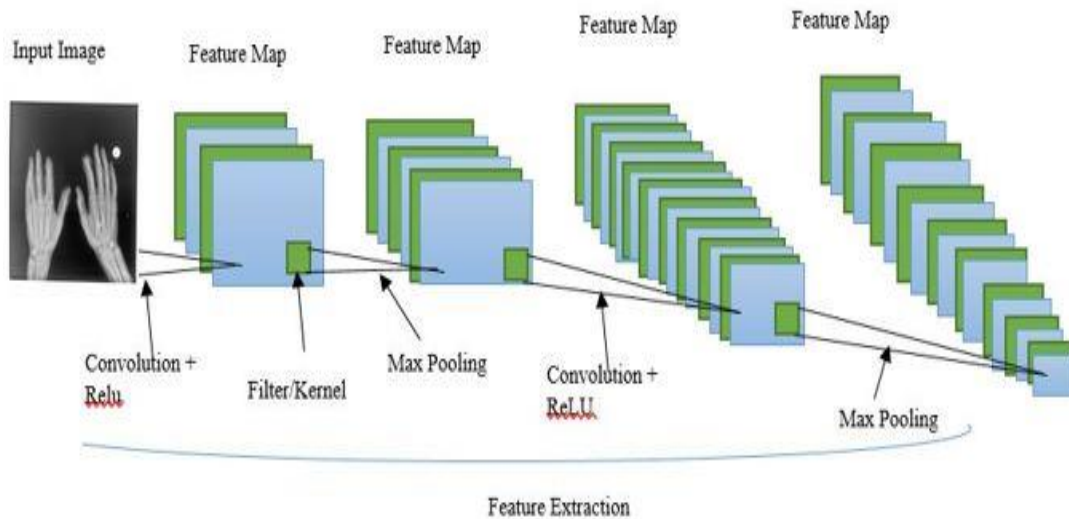 Input Image
Feature Map
Feature Map
Feature Map
Feature Map
Convolution +
Relu
Filter/Kernel
Max Pooling
Convolution +
ReLU
Max Pooling
Feature Extraction